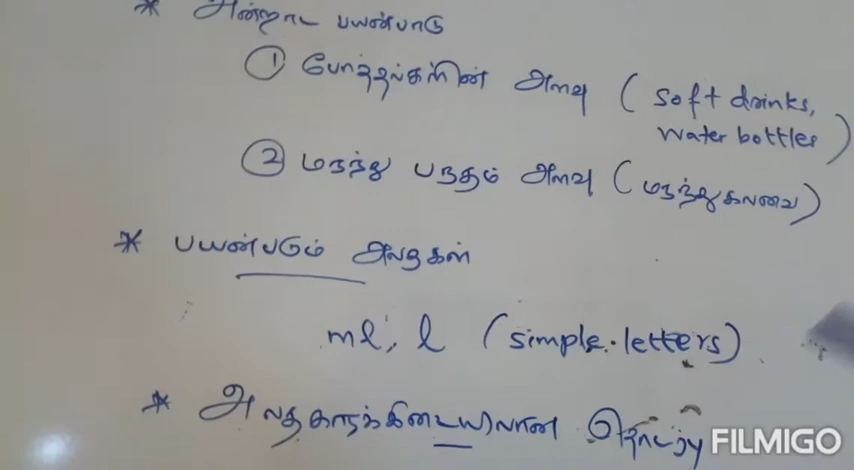 * அன்றாட பயன்பாடு
① போத்தல்களின் அளவு (soft drinks,
water bottles)
② மருந்து பருகும் அளவு (மருந்துகலவை)
* பயன்படும் அலகுகள்
ml, l (simple letters)
* அலகுகளுக்கிடையிலான தொடர்பு
FILMIGO